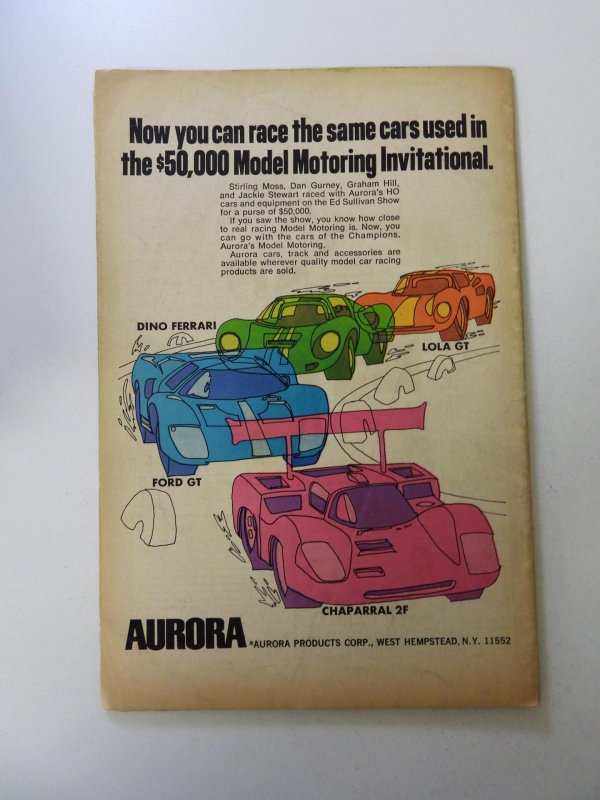 Now you can race the same cars used in
the $50,000 Model Motoring Invitational.
Stirling Moss, Dan Gurney, Graham Hill,
and Jackie Stewart raced with Aurora's HO
cars and equipment on the Ed Sullivan Show
for a purse of $50,000.
If you saw the show, you know how close
to real racing Model Motoring is. Now, you
can go with the cars of the Champions.
Aurora's Model Motoring.
Aurora cars, track and accessories are
available wherever quality model car racing
products are sold.
DINO FERRARI
LOLA GT
FORD GT
CHAPARRAL 2F
AURORA ©AURORA PRODUCTS CORP., WEST HEMPSTEAD, N.Y. 11552